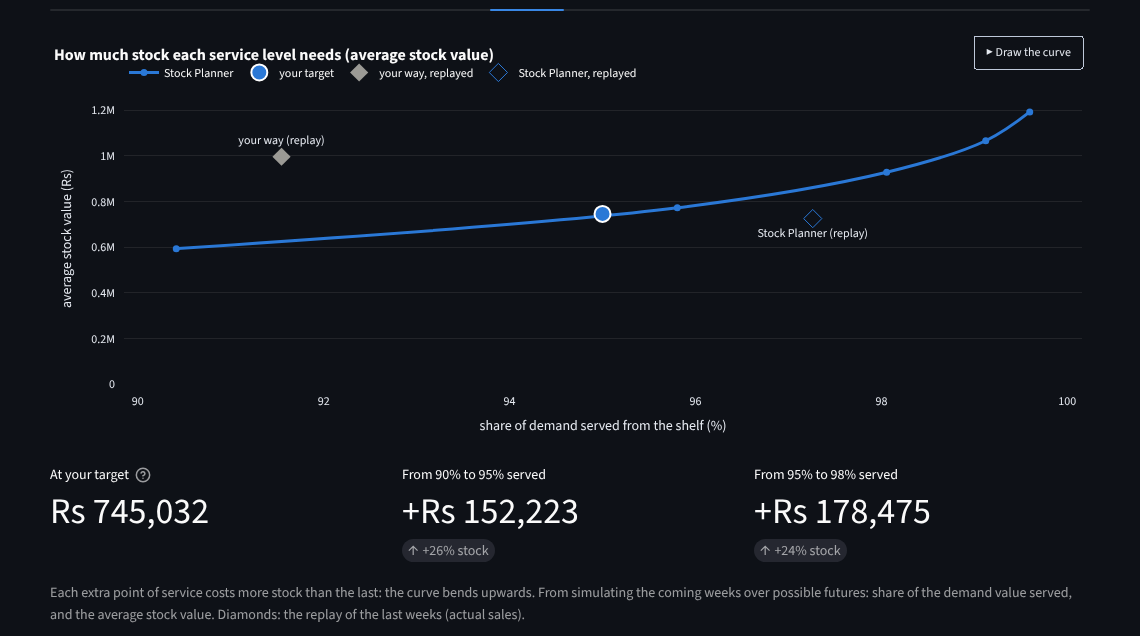 How much stock each service level needs (average stock value)
▸ Draw the curve
Stock Planner your target your way, replayed Stock Planner, replayed
1.2M
your way (replay)
1M
average stock value (Rs)
0.8M
Stock Planner (replay)
0.6M
0.4M
0.2M
0
90 92 94 96 98 100
share of demand served from the shelf (%)
At your target ? From 90% to 95% served From 95% to 98% served
Rs 745,032 +Rs 152,223 +Rs 178,475
↑ +26% stock ↑ +24% stock
Each extra point of service costs more stock than the last: the curve bends upwards. From simulating the coming weeks over possible futures: share of the demand value served,
and the average stock value. Diamonds: the replay of the last weeks (actual sales).